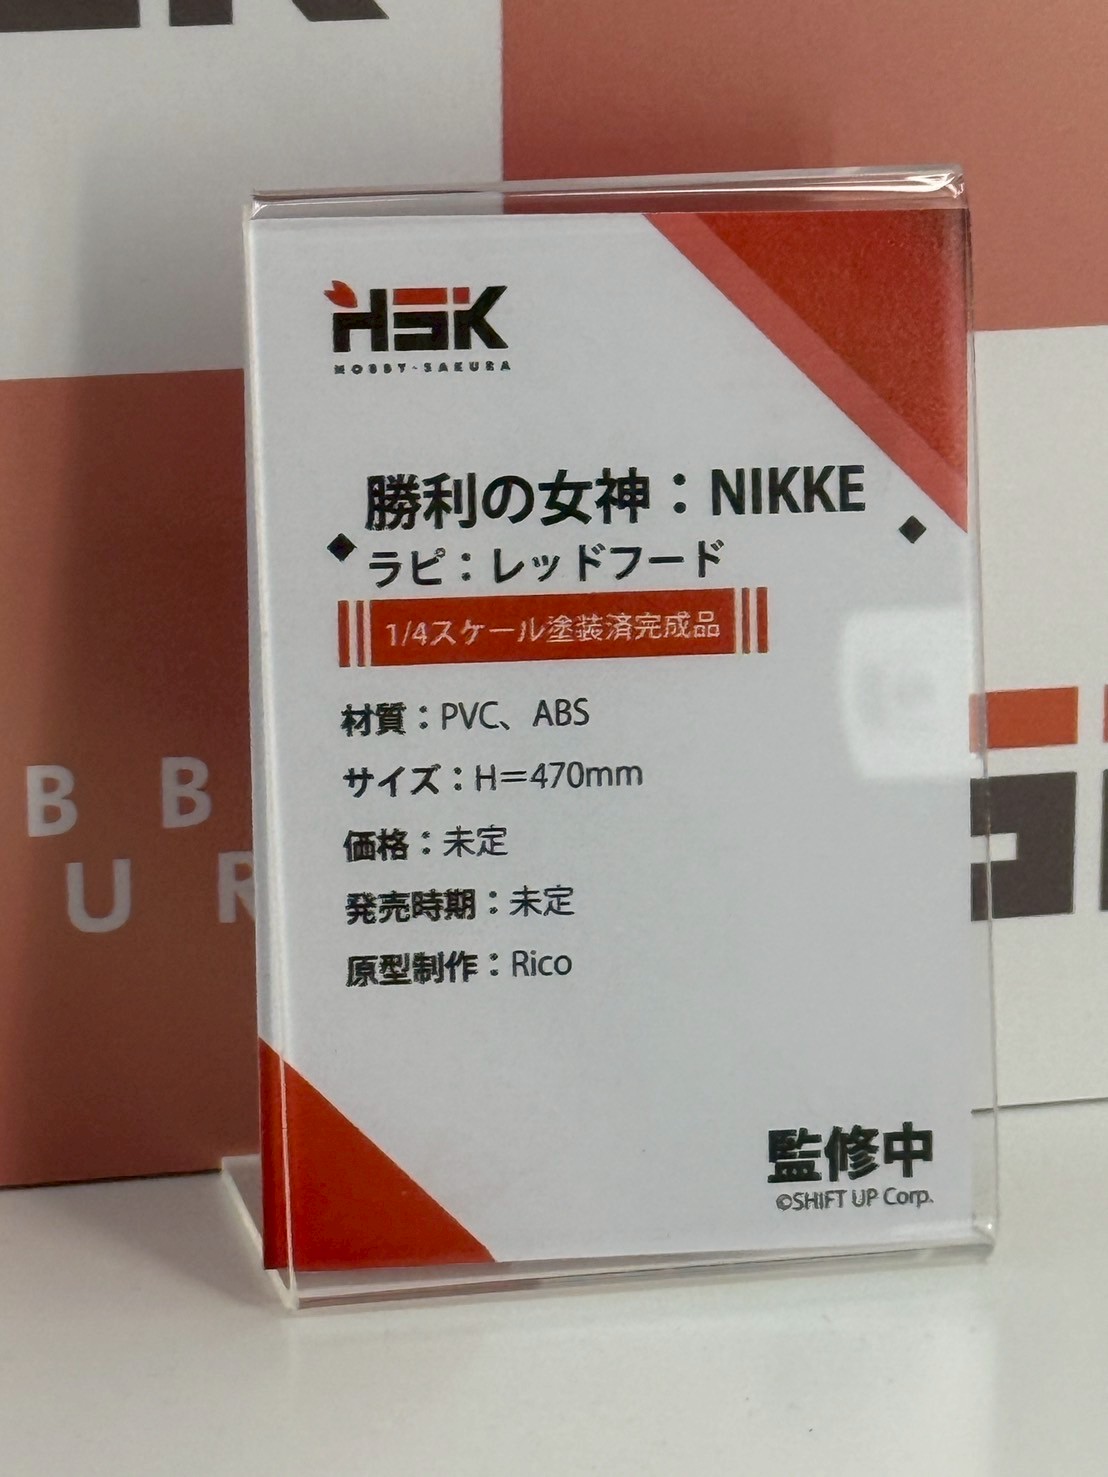 HSK
HOBBY-SAKURA
勝利の女神：NIKKE
ラピ：レッドフード
1/4スケール塗装済完成品
材質：PVC、ABS
サイズ：H＝470mm
価格：未定
発売時期：未定
原型制作：Rico
監修中
©SHIFT UP Corp.
B B
U R